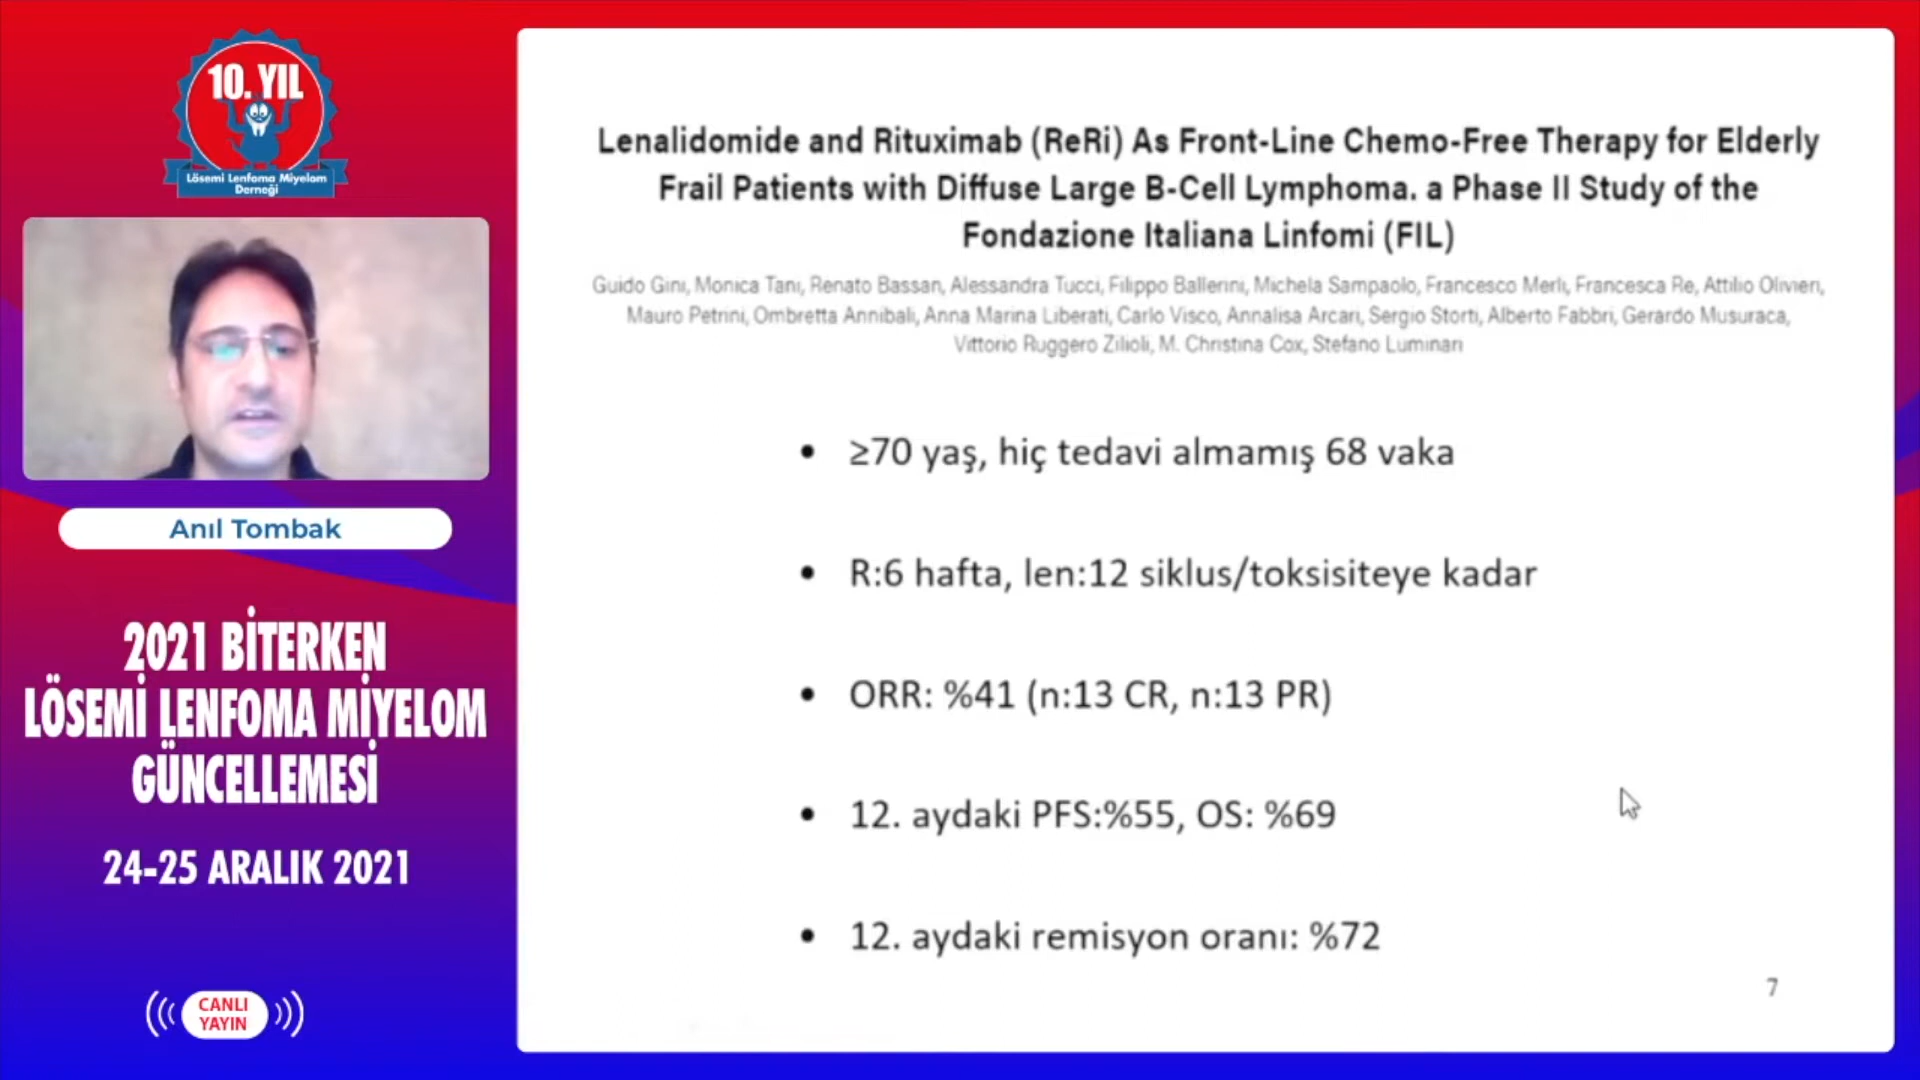 10. YIL
Lösemi Lenfoma Miyelom
Derneği
Anıl Tombak
2021 BİTERKEN
LÖSEMİ LENFOMA MİYELOM
GÜNCELLEMESİ
24-25 ARALIK 2021
CANLI
YAYIN
Lenalidomide and Rituximab (ReRi) As Front-Line Chemo-Free Therapy for Elderly
Frail Patients with Diffuse Large B-Cell Lymphoma. a Phase II Study of the
Fondazione Italiana Linfomi (FIL)
Guido Gini, Monica Tani, Renato Bassan, Alessandra Tucci, Filippo Ballerini, Michela Sampaolo, Francesco Merli, Francesca Re, Attilio Olivieri,
Mauro Petrini, Ombretta Annibali, Anna Marina Liberati, Carlo Visco, Annalisa Arcari, Sergio Storti, Alberto Fabbri, Gerardo Musuraca,
Vittorio Ruggero Zilioli, M. Christina Cox, Stefano Luminari
• ≥70 yaş, hiç tedavi almamış 68 vaka
• R:6 hafta, len:12 siklus/toksisiteye kadar
• ORR: %41 (n:13 CR, n:13 PR)
• 12. aydaki PFS:%55, OS: %69
• 12. aydaki remisyon oranı: %72
7